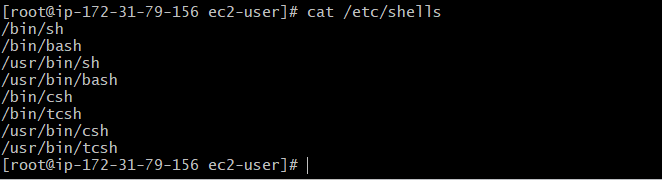 [root@ip-172-31-79-156 ec2-user]# cat /etc/shells
/bin/sh
/bin/bash
/usr/bin/sh
/usr/bin/bash
/bin/csh
/bin/tcsh
/usr/bin/csh
/usr/bin/tcsh
[root@ip-172-31-79-156 ec2-user]#